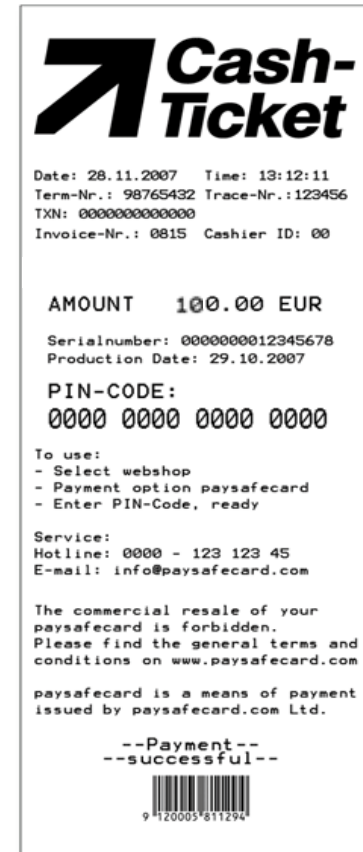 Cash-
Ticket
Date: 28.11.2007 Time: 13:12:11
Term-Nr.: 98765432 Trace-Nr.:123456
TXN: 0000000000000
Invoice-Nr.: 0815 Cashier ID: 00
AMOUNT 100.00 EUR
Serialnumber: 0000000012345678
Production Date: 29.10.2007
PIN-CODE:
0000 0000 0000 0000
To use:
- Select webshop
- Payment option paysafecard
- Enter PIN-Code, ready
Service:
Hotline: 0000 - 123 123 45
E-mail: info@paysafecard.com
The commercial resale of your
paysafecard is forbidden.
Please find the general terms and
conditions on www.paysafecard.com
paysafecard is a means of payment
issued by paysafecard.com Ltd.
--Payment--
--successful--
9 120005 811294